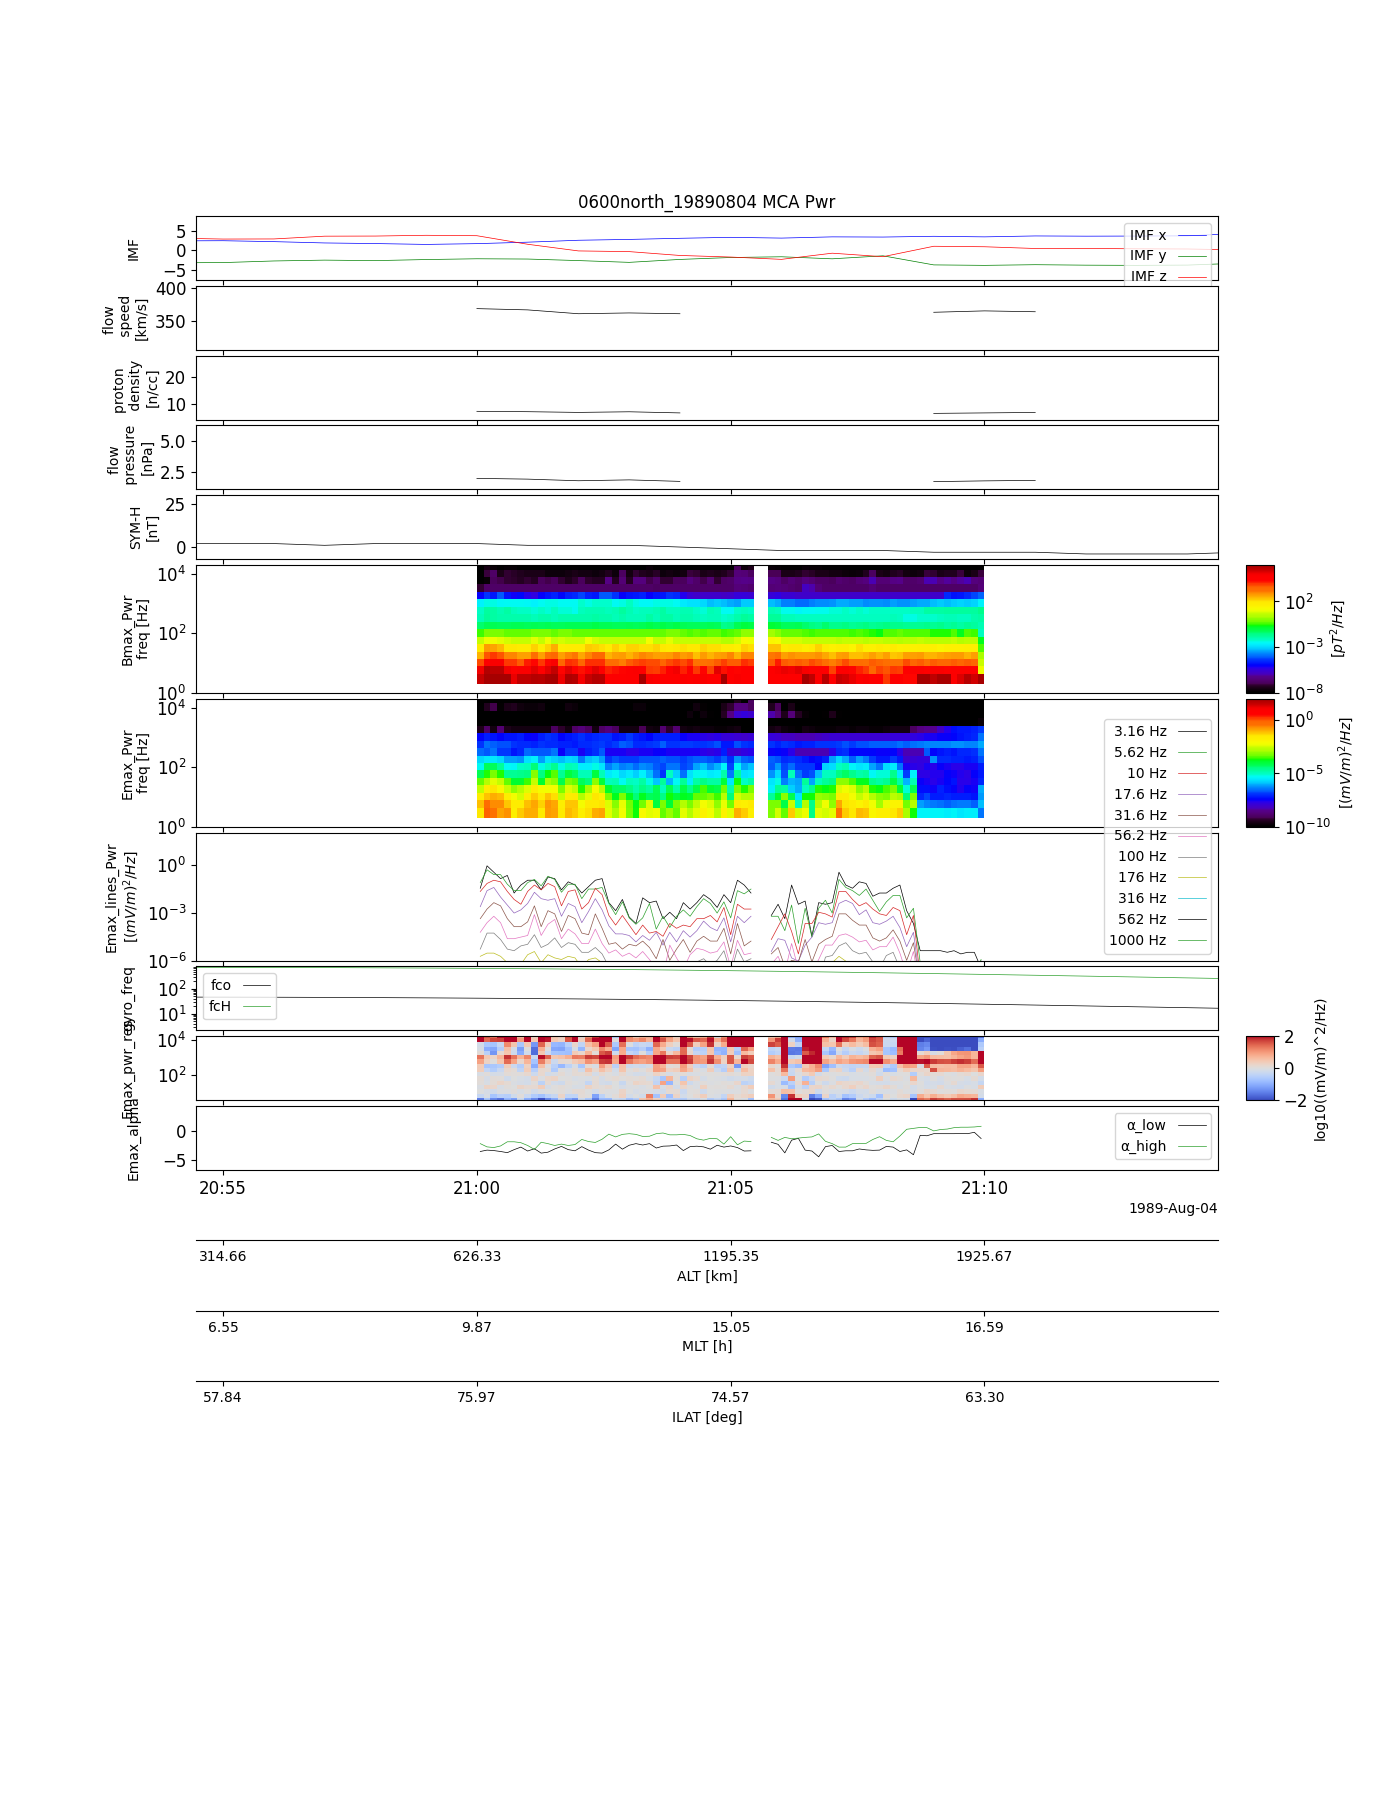 0600north_19890804 MCA Pwr
IMF
5
0
−5
IMF x
IMF y
IMF z
flow
speed
[km/s]
400
350
proton
density
[n/cc]
20
10
flow
pressure
[nPa]
5.0
2.5
SYM-H
[nT]
25
0
Bmax_Pwr
freq [Hz]
10^4
10^2
10^0
10^2
10^−3
10^−8
[pT^2/Hz]
Emax_Pwr
freq [Hz]
10^4
10^2
10^0
10^0
10^−5
10^−10
[(mV/m)^2/Hz]
3.16 Hz
5.62 Hz
10 Hz
17.6 Hz
31.6 Hz
56.2 Hz
100 Hz
176 Hz
316 Hz
562 Hz
1000 Hz
Emax_lines_Pwr
[(mV/m)^2/Hz]
10^0
10^−3
10^−6
gyro_freq
10^2
10^1
fco
fcH
Emax_pwr_res
10^4
10^2
2
0
−2
log10((mV/m)^2/Hz)
Emax_alpha
0
−5
α_low
α_high
20:55 21:00 21:05 21:10
1989-Aug-04
314.66 626.33 1195.35 1925.67
ALT [km]
6.55 9.87 15.05 16.59
MLT [h]
57.84 75.97 74.57 63.30
ILAT [deg]